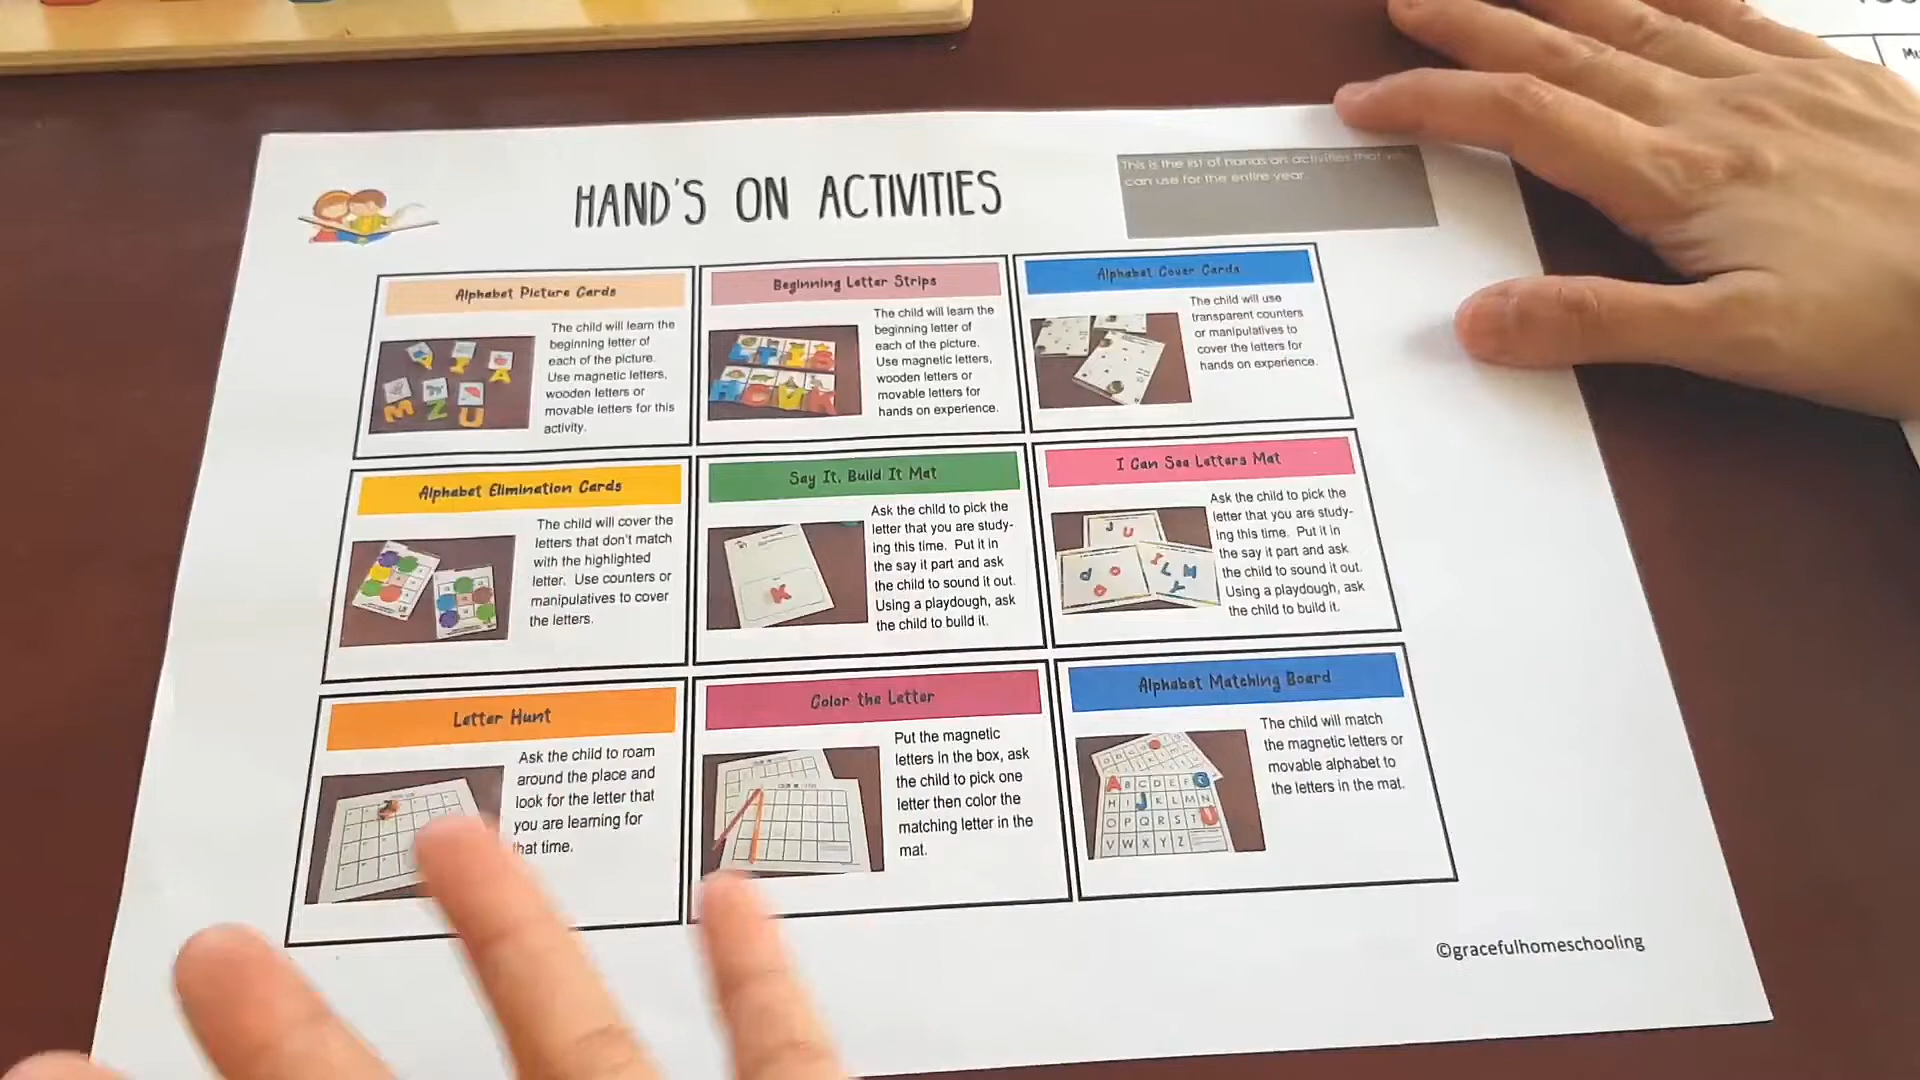 HAND'S ON ACTIVITIES
This is the list of hands on activities that
can use for the entire year.
Alphabet Picture Cards
The child will learn the
beginning letter of
each of the picture.
Use magnetic letters,
wooden letters or
movable letters for this
activity.
Beginning Letter Strips
The child will learn the
beginning letter of
each of the picture.
Use magnetic letters,
wooden letters or
movable letters for
hands on experience.
Alphabet Cover Cards
The child will use
transparent counters
or manipulatives to
cover the letters for
hands on experience.
Alphabet Elimination Cards
The child will cover the
letters that don't match
with the highlighted
letter. Use counters or
manipulatives to cover
the letters.
Say It, Build It Mat
Ask the child to pick the
letter that you are study-
ing this time. Put it in
the say it part and ask
the child to sound it out.
Using a playdough, ask
the child to build it.
I Can See Letters Mat
Ask the child to pick the
letter that you are study-
ing this time. Put it in
the say it part and ask
the child to sound it out.
Using a playdough, ask
the child to build it.
Letter Hunt
Ask the child to roam
around the place and
look for the letter that
you are learning for
that time.
Color the Letter
Put the magnetic
letters in the box, ask
the child to pick one
letter then color the
matching letter in the
mat.
Alphabet Matching Board
The child will match
the magnetic letters or
movable alphabet to
the letters in the mat.
A B C D E F G
H I J K L M N
O P Q R S T U
V W X Y Z
©gracefulhomeschooling